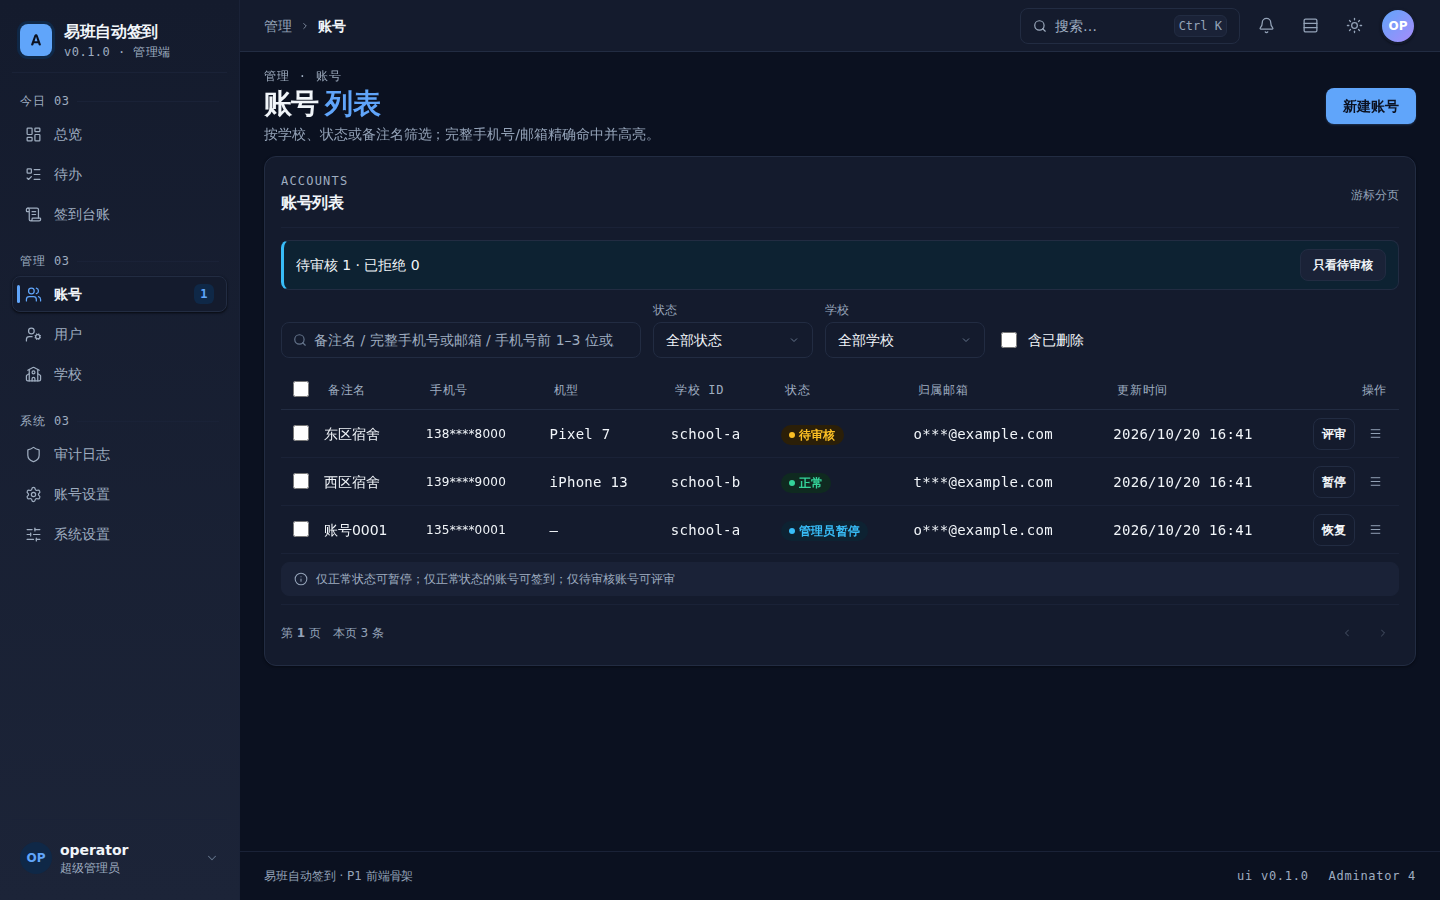 A
易班自动签到
v0.1.0 · 管理端
今日 03
总览
待办
签到台账
管理 03
账号 1
用户
学校
系统 03
审计日志
账号设置
系统设置
OP
operator
超级管理员
管理 › 账号
搜索… Ctrl K
OP
管理 · 账号
账号 列表
按学校、状态或备注名筛选；完整手机号/邮箱精确命中并高亮。
新建账号
ACCOUNTS
账号列表
游标分页
待审核 1 · 已拒绝 0
只看待审核
状态 学校
备注名 / 完整手机号或邮箱 / 手机号前 1–3 位或 全部状态 全部学校 含已删除
备注名 手机号 机型 学校 ID 状态 归属邮箱 更新时间 操作
东区宿舍 138****8000 Pixel 7 school-a 待审核 o***@example.com 2026/10/20 16:41 评审
西区宿舍 139****9000 iPhone 13 school-b 正常 t***@example.com 2026/10/20 16:41 暂停
账号0001 135****0001 — school-a 管理员暂停 o***@example.com 2026/10/20 16:41 恢复
仅正常状态可暂停；仅正常状态的账号可签到；仅待审核账号可评审
第 1 页 本页 3 条
‹ ›
易班自动签到 · P1 前端骨架
ui v0.1.0 Adminator 4